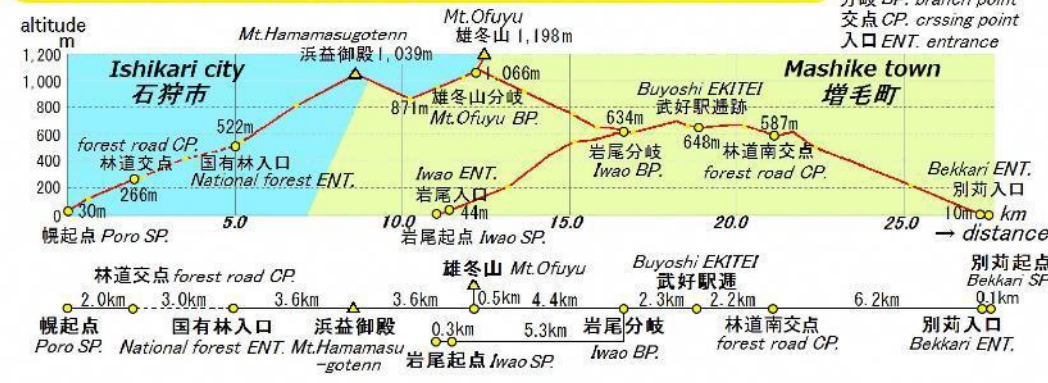 分岐 BP. branch point
交点 CP. crssing point
入口 ENT. entrance
altitude
m
1,200
1,000
800
600
400
200
0
Ishikari city
石狩市
Mashike town
増毛町
Mt.Hamamasugotenn
浜益御殿 1,039m
Mt.Ofuyu
雄冬山 1,198m
1,066m
871m
雄冬山分岐
Mt.Ofuyu BP.
522m
forest road CP.
林道交点
266m
国有林入口
National forest ENT.
Iwao ENT.
岩尾入口
44m
634m
岩尾分岐
Iwao BP.
Buyoshi EKITEI
武好駅逓跡
648m
587m
林道南交点
forest road CP.
Bekkari ENT.
別苅入口
10m
km
→ distance
30m
5.0
10.0
15.0
20.0
25.0
幌起点 Poro SP.
岩尾起点 Iwao SP.
林道交点 forest road CP.
雄冬山 Mt.Ofuyu
Buyoshi EKITEI
武好駅逓
別苅起点
Bekkari SP
2.0km 3.0km 3.6km 3.6km 0.5km 4.4km 2.3km 2.2km 6.2km 0.1km
0.3km 5.3km
幌起点
Poro SP.
国有林入口
National forest ENT.
浜益御殿
Mt.Hamamasu
-gotenn
岩尾起点 Iwao SP.
岩尾分岐
Iwao BP.
林道南交点
forest road CP.
別苅入口
Bekkari ENT.